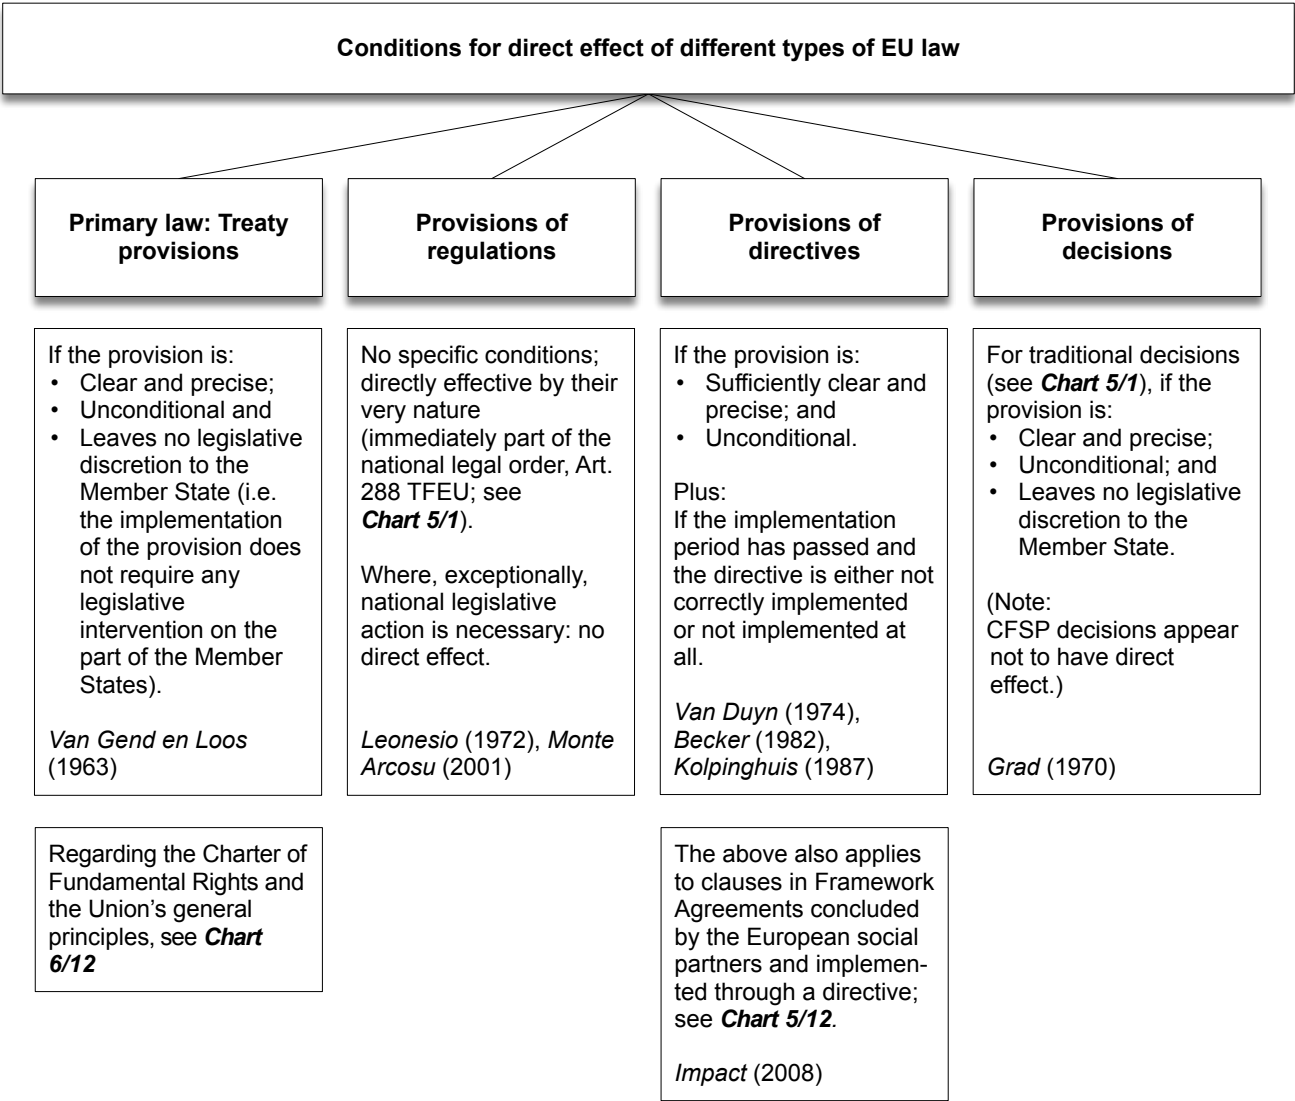 Conditions for direct effect of different types of EU law
Primary law: Treaty
provisions
Provisions of
regulations
Provisions of
directives
Provisions of
decisions
If the provision is:
• Clear and precise;
• Unconditional and
• Leaves no legislative
discretion to the
Member State (i.e.
the implementation
of the provision does
not require any
legislative
intervention on the
part of the Member
States).
Van Gend en Loos
(1963)
No specific conditions;
directly effective by their
very nature
(immediately part of the
national legal order, Art.
288 TFEU; see
Chart 5/1).
Where, exceptionally,
national legislative
action is necessary: no
direct effect.
Leonesio (1972), Monte
Arcosu (2001)
If the provision is:
• Sufficiently clear and
precise; and
• Unconditional.
Plus:
If the implementation
period has passed and
the directive is either not
correctly implemented
or not implemented at
all.
Van Duyn (1974),
Becker (1982),
Kolpinghuis (1987)
For traditional decisions
(see Chart 5/1), if the
provision is:
• Clear and precise;
• Unconditional; and
• Leaves no legislative
discretion to the
Member State.
(Note:
CFSP decisions appear
not to have direct
effect.)
Grad (1970)
Regarding the Charter of
Fundamental Rights and
the Union’s general
principles, see Chart
6/12
The above also applies
to clauses in Framework
Agreements concluded
by the European social
partners and implemen-
ted through a directive;
see Chart 5/12.
Impact (2008)